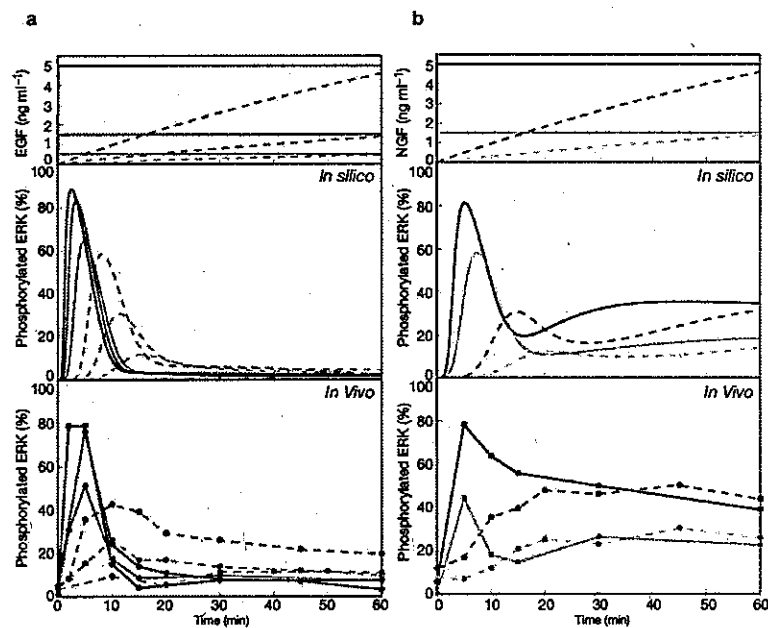 a
b
EGF (ng ml⁻¹)
5
4
3
2
1
0
NGF (ng ml⁻¹)
5
4
3
2
1
0
In silico
Phosphorylated ERK (%)
100
80
60
40
20
0
In silico
Phosphorylated ERK (%)
100
80
60
40
20
0
In Vivo
Phosphorylated ERK (%)
100
80
60
40
20
0
0 10 20 30 40 50 60
Time (min)
In Vivo
Phosphorylated ERK (%)
100
80
60
40
20
0
0 10 20 30 40 50 60
Time (min)